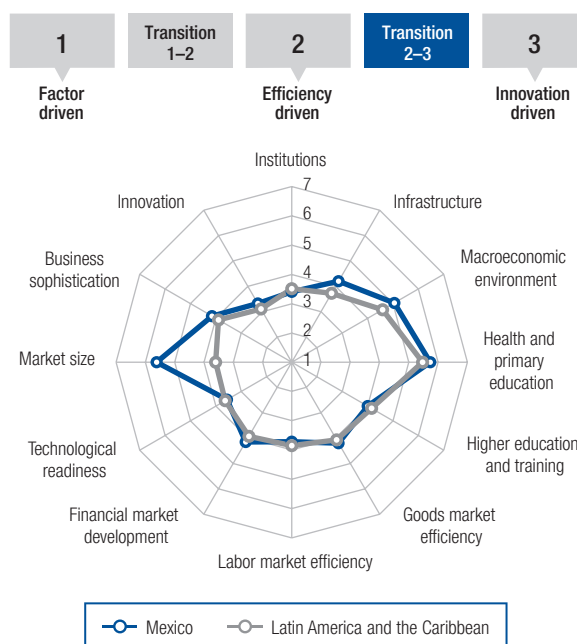 1
Transition
1–2
2
Transition
2–3
3
Factor
driven
Efficiency
driven
Innovation
driven
Institutions
7
6
5
4
3
2
1
Infrastructure
Macroeconomic
environment
Health and
primary
education
Higher education
and training
Goods market
efficiency
Labor market efficiency
Financial market
development
Technological
readiness
Market size
Business
sophistication
Innovation
Mexico
Latin America and the Caribbean